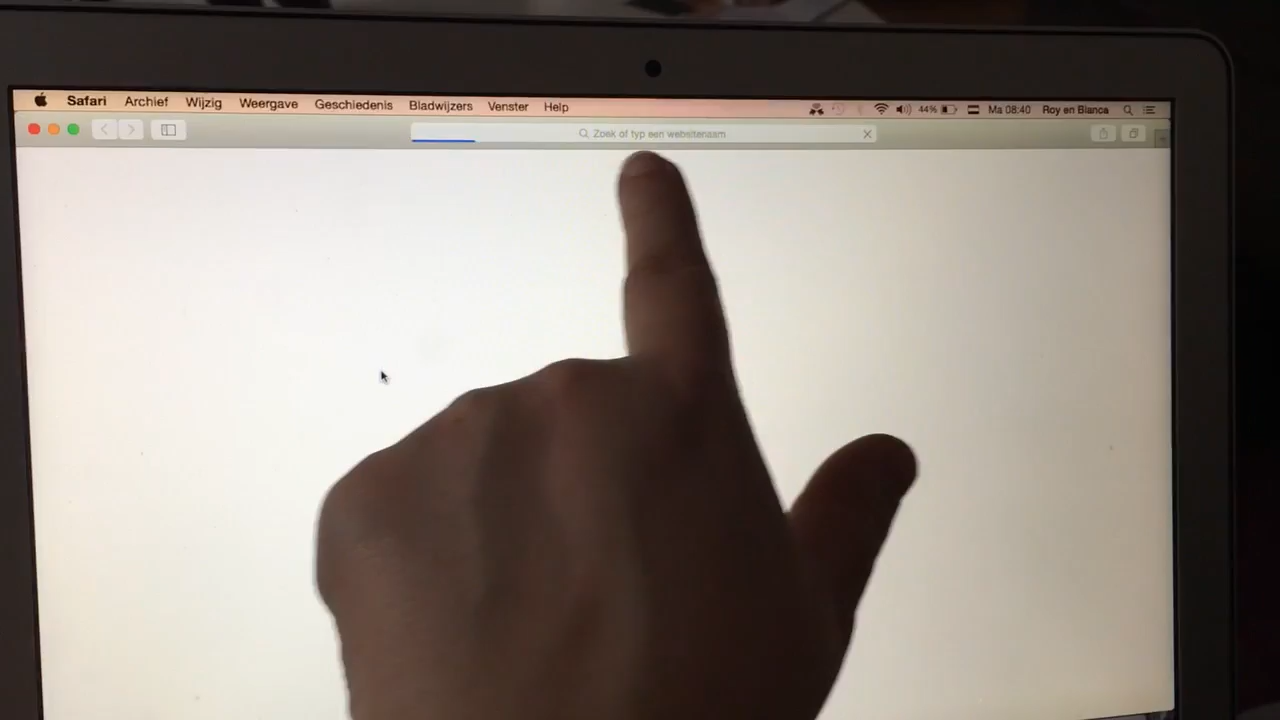 Safari Archief Wijzig Weergave Geschiedenis Bladwijzers Venster Help 44% Ma 08:40 Roy en Bianca
Zoek of typ een websitenaam